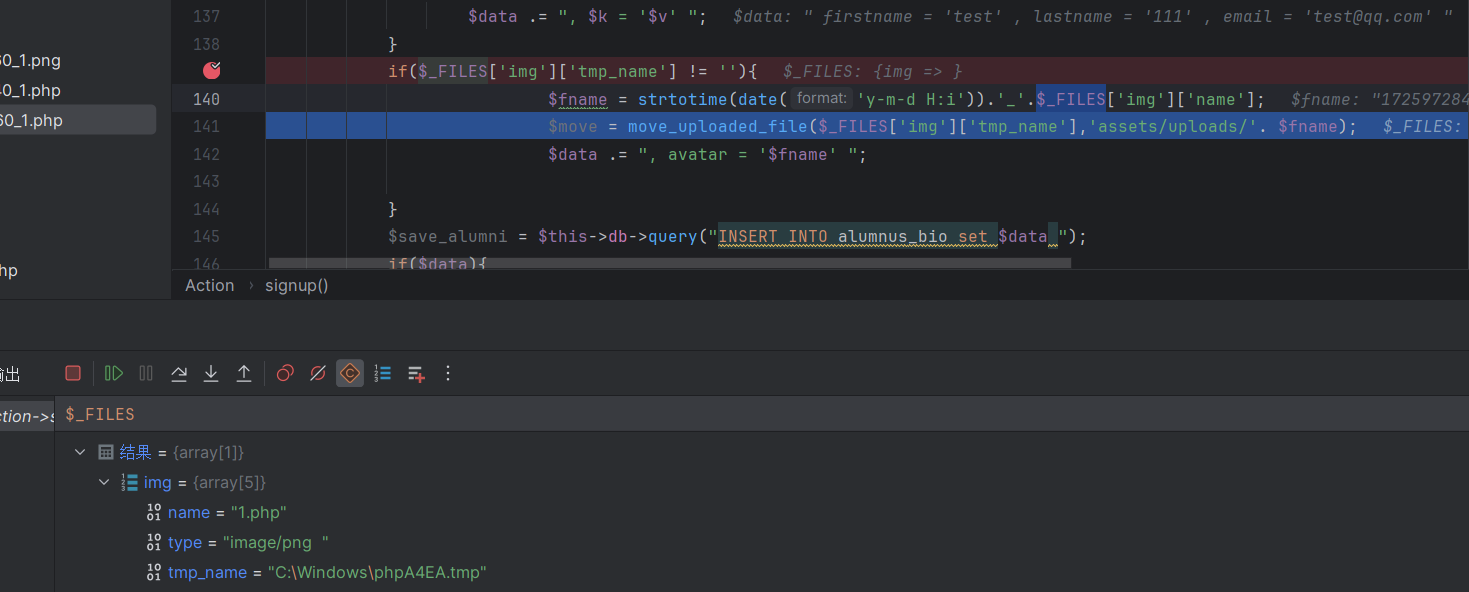 137 $data .= ", $k = '$v' "; $data: " firstname = 'test' , lastname = '111' , email = 'test@qq.com' "
138 }
if($_FILES['img']['tmp_name'] != ''){ $_FILES: {img => }
140 $fname = strtotime(date( format: 'y-m-d H:i')).'_'.$_FILES['img']['name']; $fname: "172597284
141 $move = move_uploaded_file($_FILES['img']['tmp_name'],'assets/uploads/'. $fname); $_FILES:
142 $data .= ", avatar = '$fname' ";
143
144 }
145 $save_alumni = $this->db->query("INSERT INTO alumnus_bio set $data ");
146 if($data){
60_1.png
0_1.php
60_1.php
hp
Action › signup()
输出
ction->s
$_FILES
结果 = {array[1]}
img = {array[5]}
name = "1.php"
type = "image/png "
tmp_name = "C:\Windows\phpA4EA.tmp"